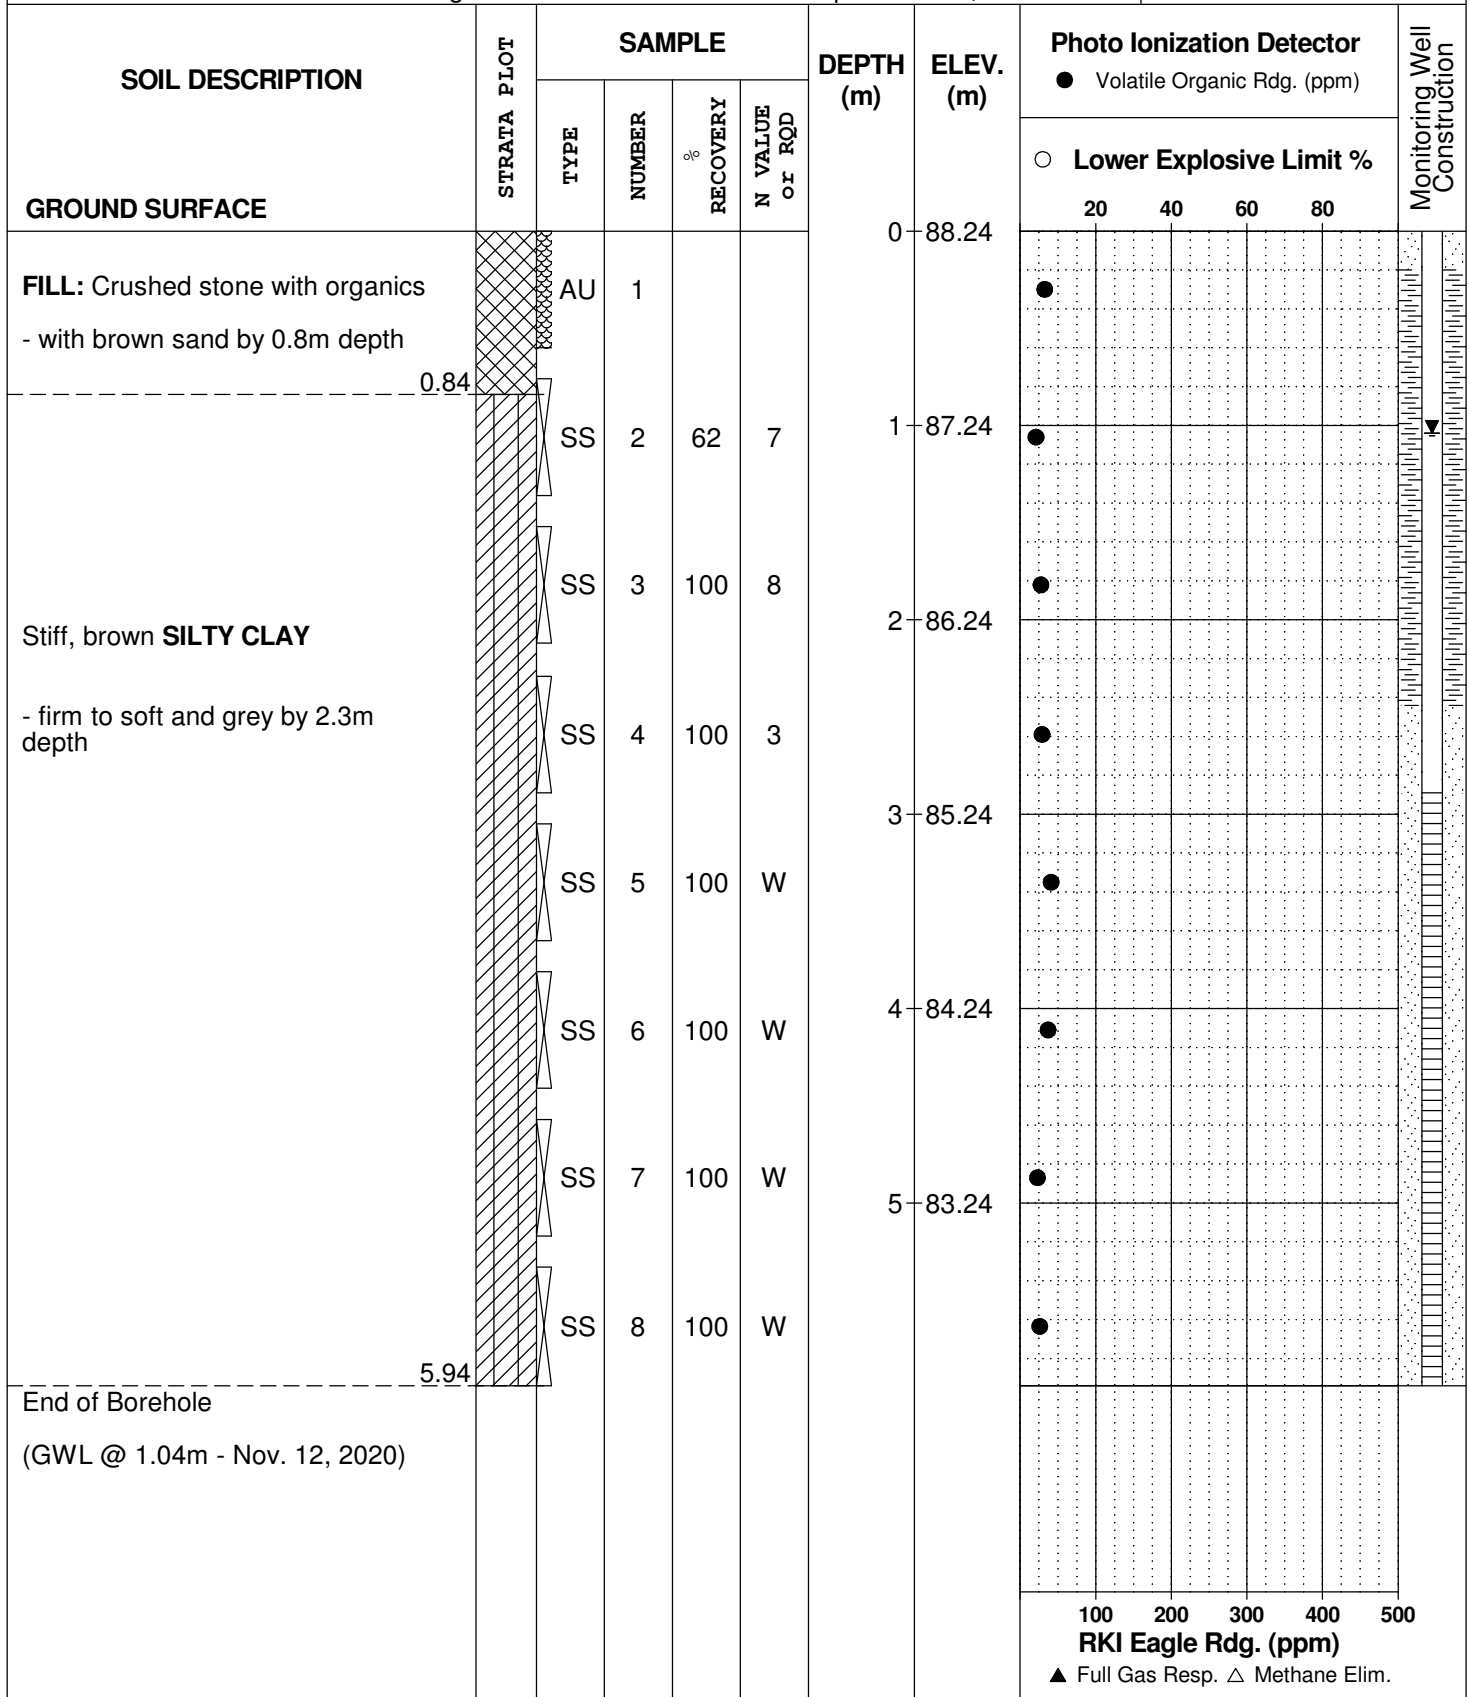 SOIL DESCRIPTION
GROUND SURFACE
STRATA PLOT
SAMPLE
TYPE
NUMBER
% RECOVERY
N VALUE or RQD
DEPTH (m)
ELEV. (m)
Photo Ionization Detector
● Volatile Organic Rdg. (ppm)
○ Lower Explosive Limit %
20 40 60 80
Monitoring Well Construction
0 88.24
FILL: Crushed stone with organics
AU 1
- with brown sand by 0.8m depth
0.84
1 87.24
SS 2 62 7
SS 3 100 8
2 86.24
Stiff, brown SILTY CLAY
- firm to soft and grey by 2.3m
depth
SS 4 100 3
3 85.24
SS 5 100 W
4 84.24
SS 6 100 W
SS 7 100 W
5 83.24
SS 8 100 W
5.94
End of Borehole
(GWL @ 1.04m - Nov. 12, 2020)
100 200 300 400 500
RKI Eagle Rdg. (ppm)
▲ Full Gas Resp. △ Methane Elim.